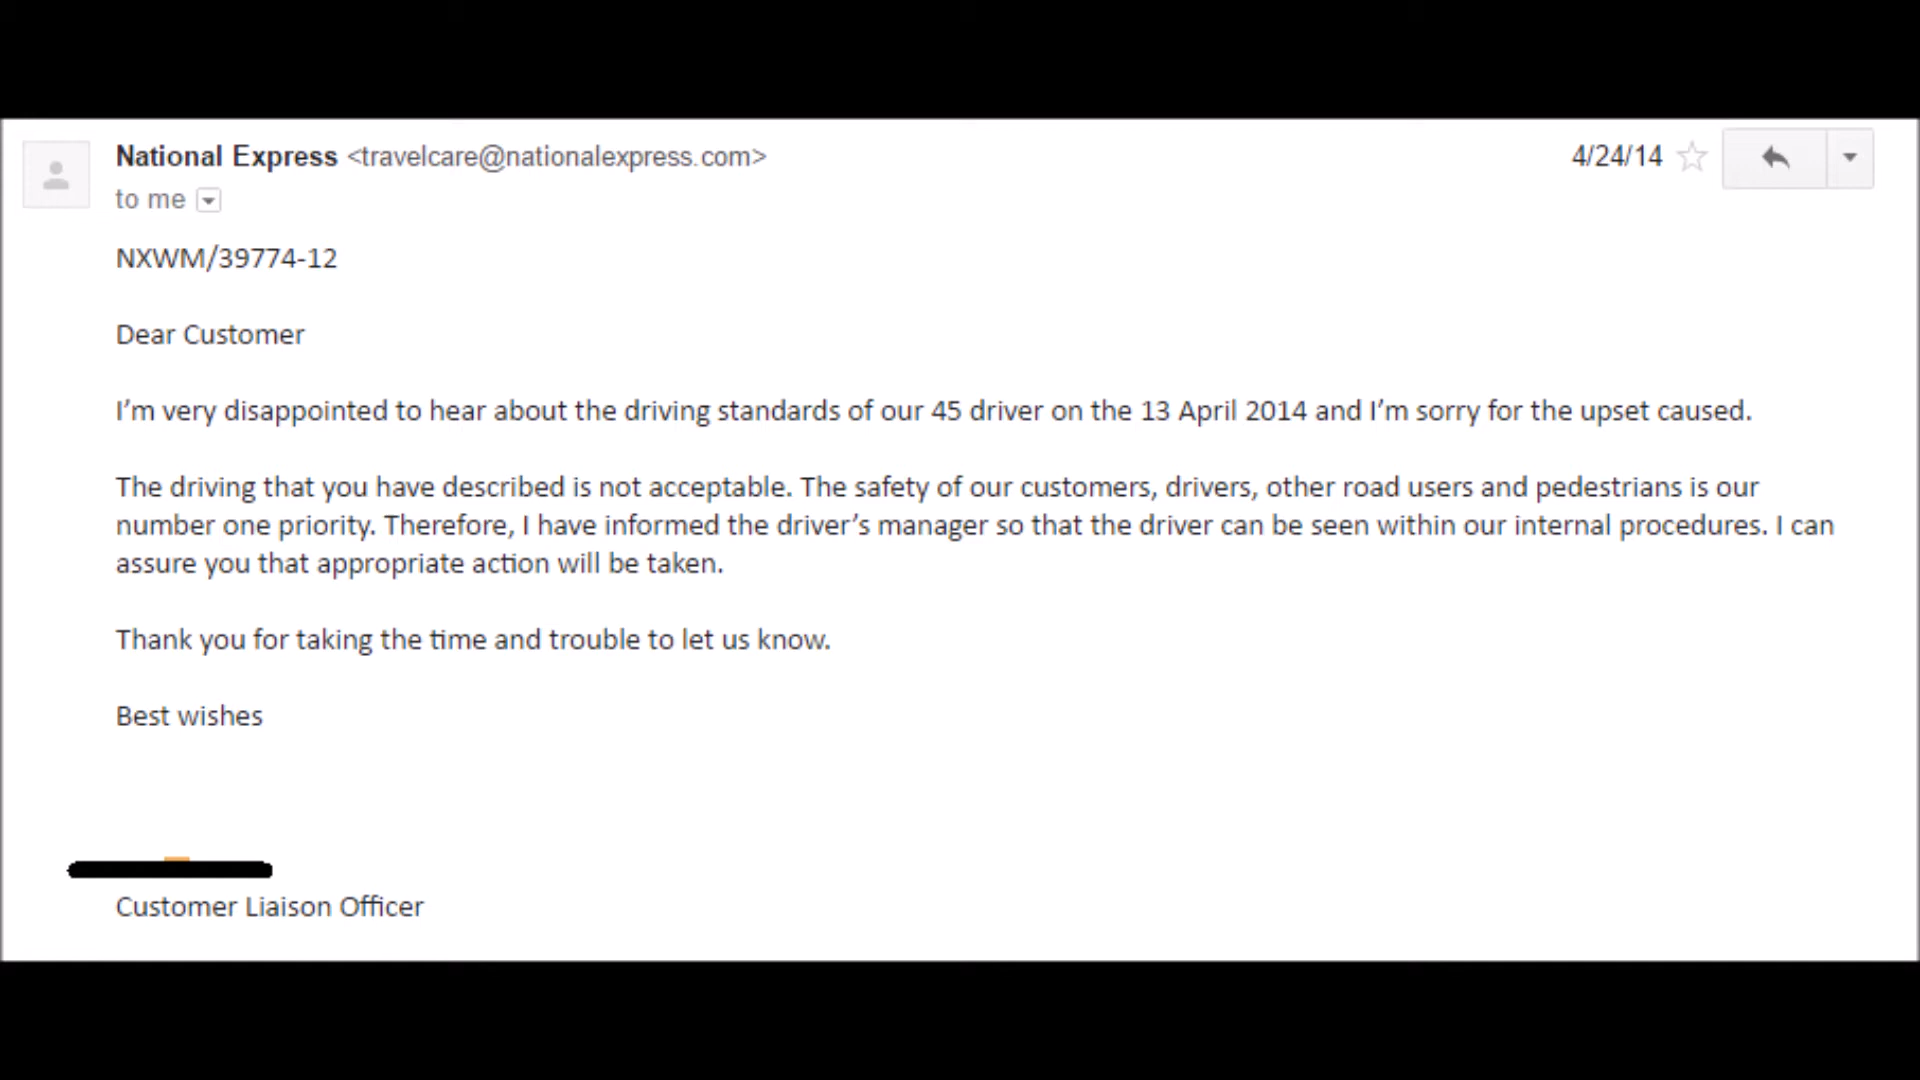 National Express <travelcare@nationalexpress.com>
4/24/14
to me
NXWM/39774-12
Dear Customer
I'm very disappointed to hear about the driving standards of our 45 driver on the 13 April 2014 and I'm sorry for the upset caused.
The driving that you have described is not acceptable. The safety of our customers, drivers, other road users and pedestrians is our
number one priority. Therefore, I have informed the driver's manager so that the driver can be seen within our internal procedures. I can
assure you that appropriate action will be taken.
Thank you for taking the time and trouble to let us know.
Best wishes
Customer Liaison Officer